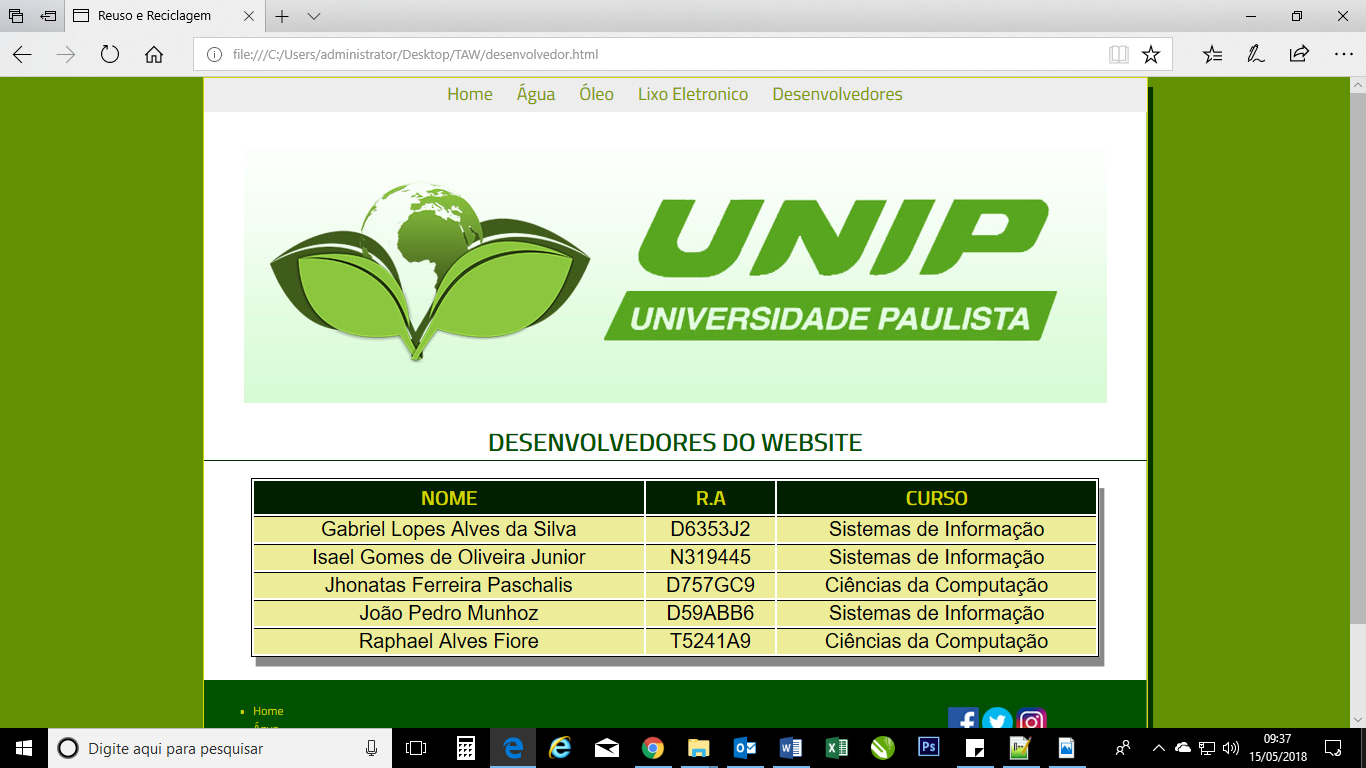 Reuso e Reciclagem
file:///C:/Users/administrator/Desktop/TAW/desenvolvedor.html
Home Água Óleo Lixo Eletronico Desenvolvedores
UNIP
UNIVERSIDADE PAULISTA
DESENVOLVEDORES DO WEBSITE
NOME R.A CURSO
Gabriel Lopes Alves da Silva D6353J2 Sistemas de Informação
Isael Gomes de Oliveira Junior N319445 Sistemas de Informação
Jhonatas Ferreira Paschalis D757GC9 Ciências da Computação
João Pedro Munhoz D59ABB6 Sistemas de Informação
Raphael Alves Fiore T5241A9 Ciências da Computação
Home
Água
Digite aqui para pesquisar
09:37
15/05/2018